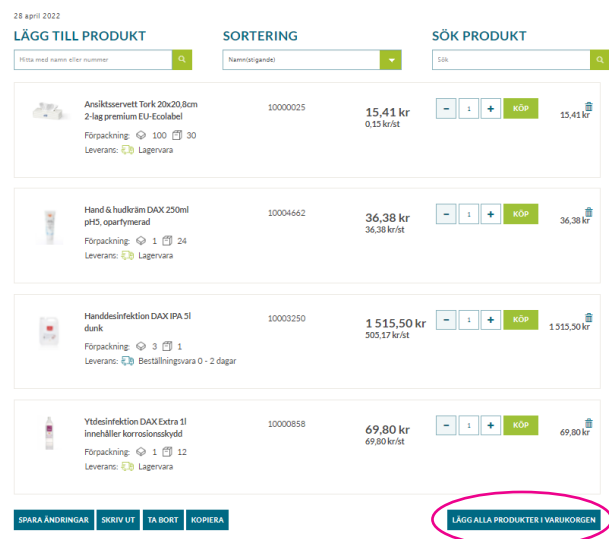 28 april 2022
LÄGG TILL PRODUKT
SORTERING
SÖK PRODUKT
Hitta med namn eller nummer
Namn(stigande)
Sök
Ansiktsservett Tork 20x20,8cm
2-lag premium EU-Ecolabel
10000025
15,41 kr
0,15 kr/st
- 1 +
KÖP
15,41 kr
Förpackning: 100 30
Leverans: Lagervara
Hand & hudkräm DAX 250ml
pH5, oparfymerad
10004662
36,38 kr
36,38 kr/st
- 1 +
KÖP
36,38 kr
Förpackning: 1 24
Leverans: Lagervara
Handdesinfektion DAX IPA 5l
dunk
10003250
1 515,50 kr
505,17 kr/st
- 1 +
KÖP
1 515,50 kr
Förpackning: 3 1
Leverans: Beställningsvara 0 - 2 dagar
Ytdesinfektion DAX Extra 1l
innehåller korrosionsskydd
10000858
69,80 kr
69,80 kr/st
- 1 +
KÖP
69,80 kr
Förpackning: 1 12
Leverans: Lagervara
SPARA ÄNDRINGAR
SKRIV UT
TA BORT
KOPIERA
LÄGG ALLA PRODUKTER I VARUKORGEN